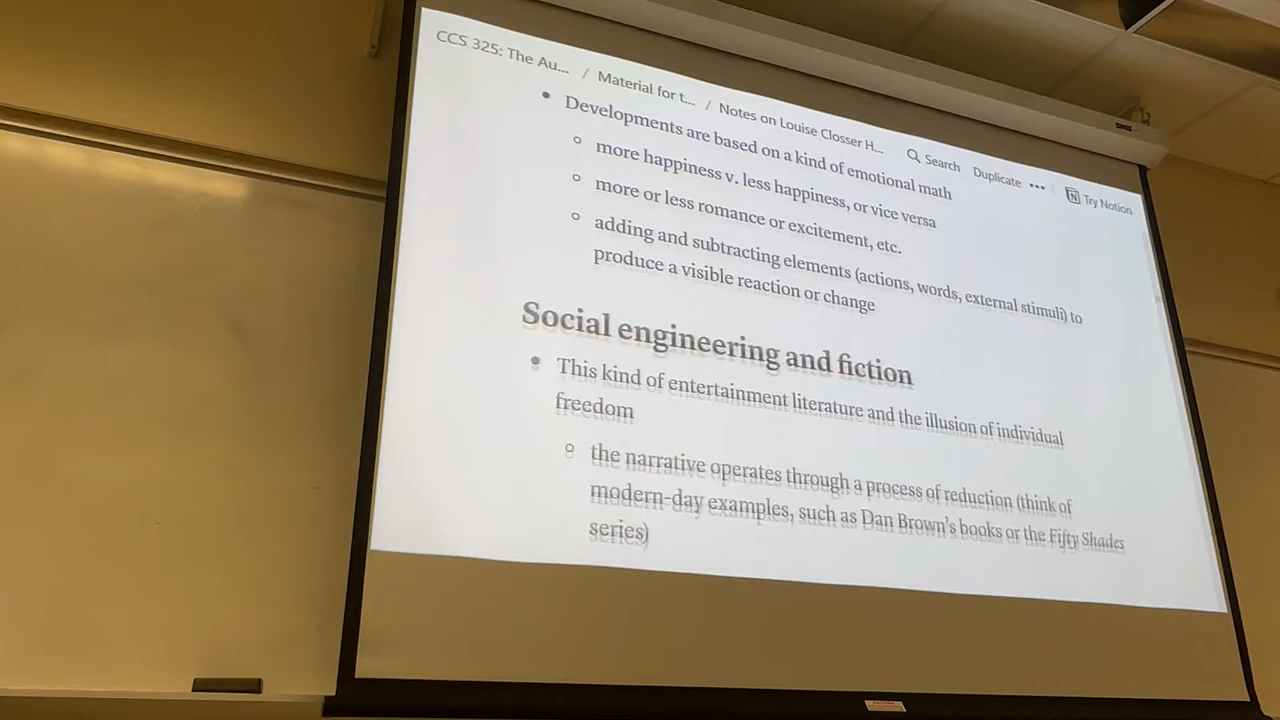 CCS 325: The Au... / Material for t... / Notes on Louise Closser H... Search Duplicate ••• Try Notion
• Developments are based on a kind of emotional math
◦ more happiness v. less happiness, or vice versa
◦ more or less romance or excitement, etc.
◦ adding and subtracting elements (actions, words, external stimuli) to
produce a visible reaction or change
Social engineering and fiction
• This kind of entertainment literature and the illusion of individual
freedom
◦ the narrative operates through a process of reduction (think of
modern-day examples, such as Dan Brown's books or the Fifty Shades
series)